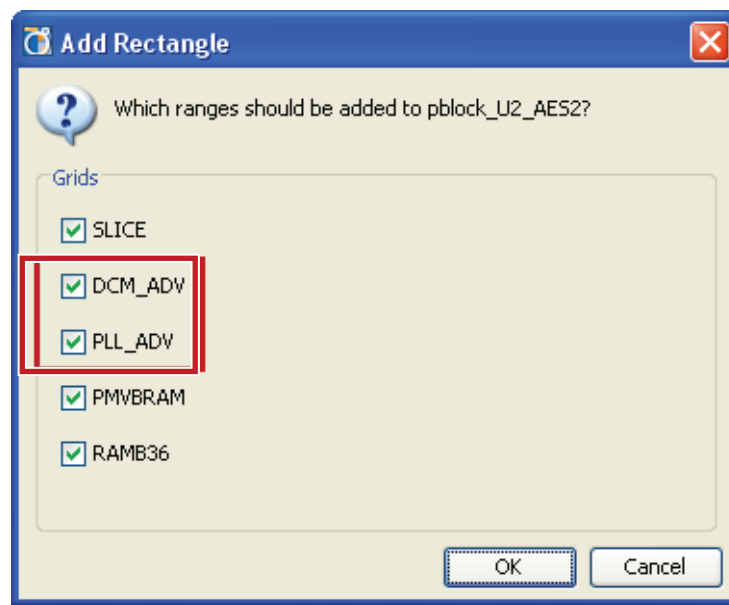 Add Rectangle
Which ranges should be added to pblock_U2_AES2?
Grids
SLICE
DCM_ADV
PLL_ADV
PMVBRAM
RAMB36
OK Cancel